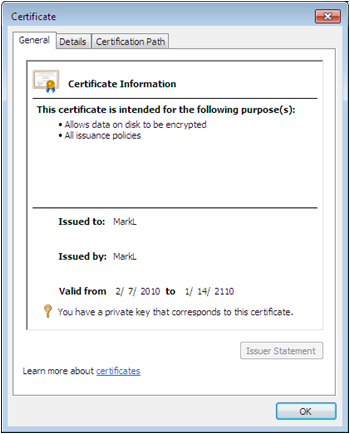 Certificate
General Details Certification Path
Certificate Information
This certificate is intended for the following purpose(s):
• Allows data on disk to be encrypted
• All issuance policies
Issued to: MarkL
Issued by: MarkL
Valid from 2/ 7/ 2010 to 1/ 14/ 2110
You have a private key that corresponds to this certificate.
Issuer Statement
Learn more about certificates
OK